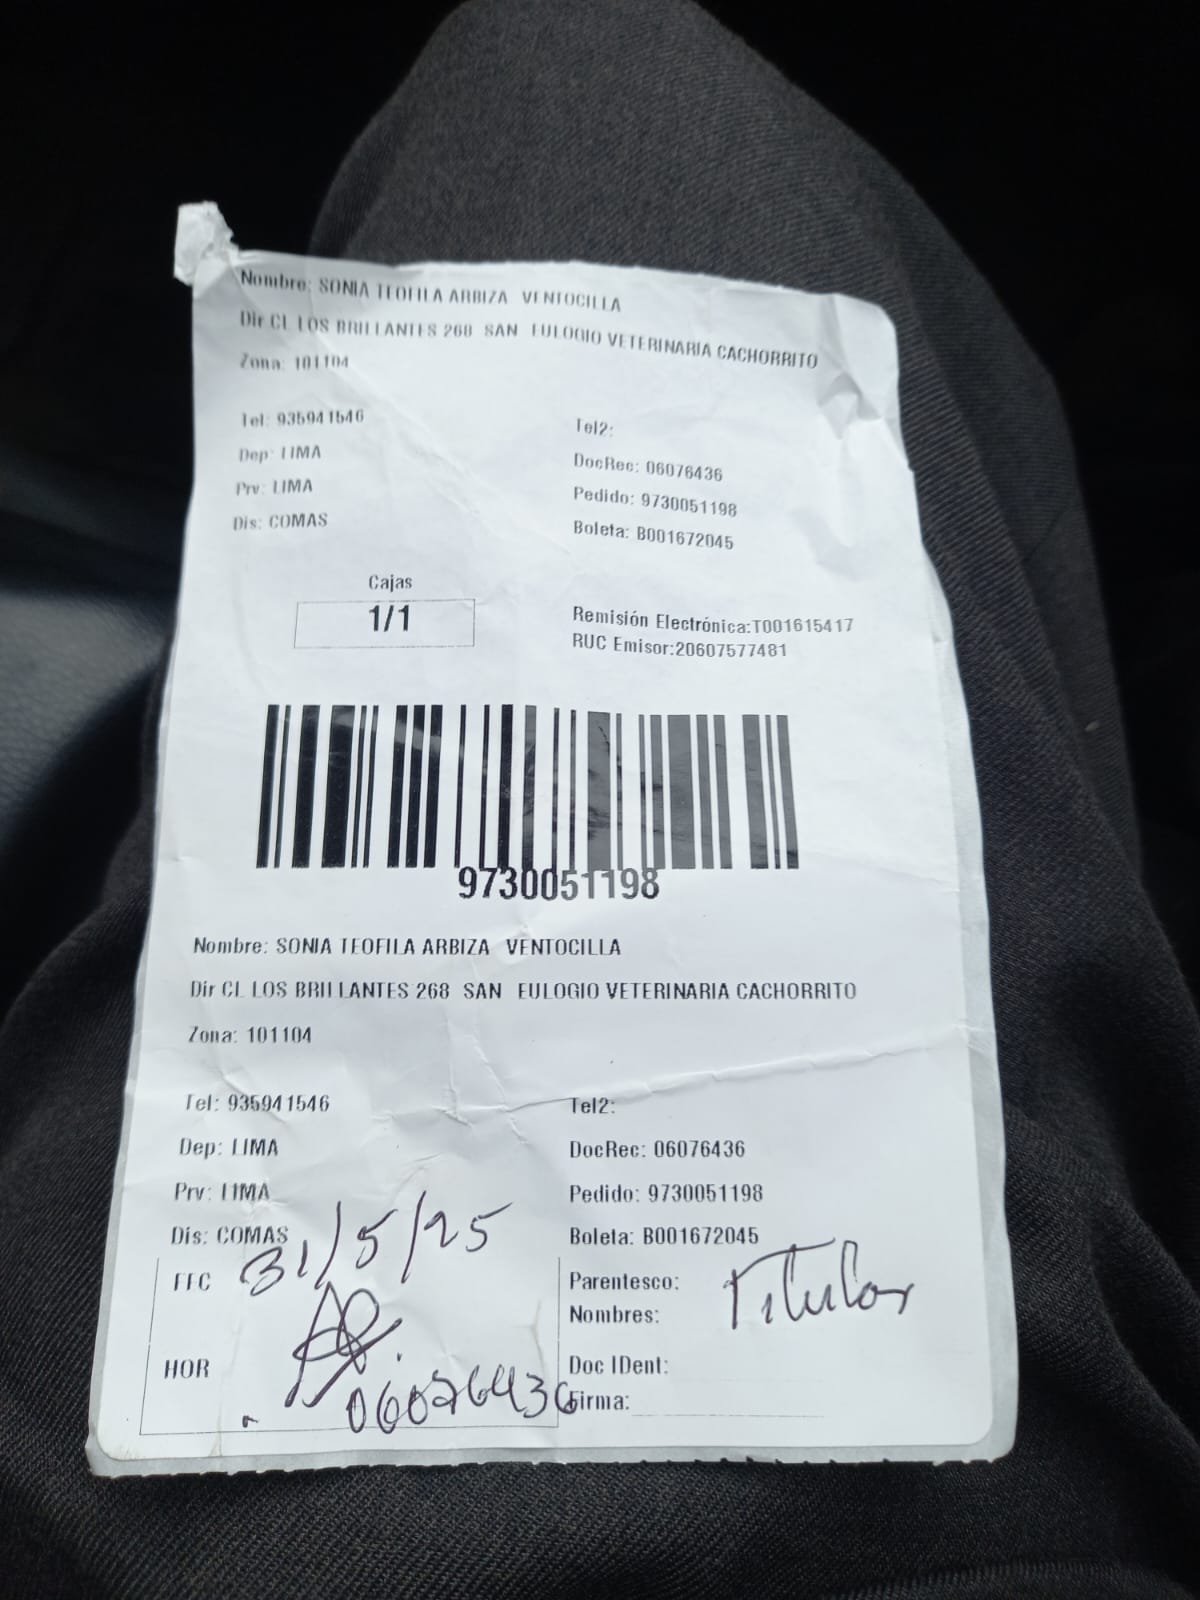 Nombre: SONIA TEOFILA ARBIZA VENTOCILLA
Dir CL LOS BRILLANTES 268 SAN EULOGIO VETERINARIA CACHORRITO
Zona: 101104
Tel: 935941546
Tel2:
Dep: LIMA
DocRec: 06076436
Prv: LIMA
Pedido: 9730051198
Dis: COMAS
Boleta: B001672045
Cajas
1/1
Remisión Electrónica:T001615417
RUC Emisor:20607577481
9730051198
Nombre: SONIA TEOFILA ARBIZA VENTOCILLA
Dir CL LOS BRILLANTES 268 SAN EULOGIO VETERINARIA CACHORRITO
Zona: 101104
Tel: 935941546
Tel2:
Dep: LIMA
DocRec: 06076436
Prv: LIMA
Pedido: 9730051198
Dis: COMAS
Boleta: B001672045
FFC 31/5/25
Parentesco: Titular
Nombres:
HOR
Doc IDent:
06076436
Firma: